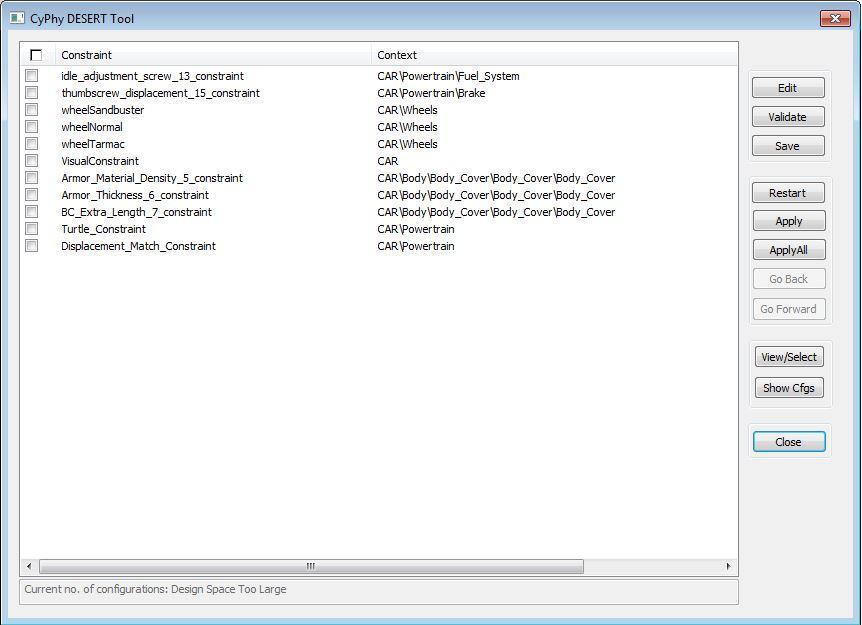 CyPhy DESERT Tool
Constraint Context
idle_adjustment_screw_13_constraint CAR\Powertrain\Fuel_System
thumbscrew_displacement_15_constraint CAR\Powertrain\Brake
wheelSandbuster CAR\Wheels
wheelNormal CAR\Wheels
wheelTarmac CAR\Wheels
VisualConstraint CAR
Armor_Material_Density_5_constraint CAR\Body\Body_Cover\Body_Cover\Body_Cover
Armor_Thickness_6_constraint CAR\Body\Body_Cover\Body_Cover\Body_Cover
BC_Extra_Length_7_constraint CAR\Body\Body_Cover\Body_Cover\Body_Cover
Turtle_Constraint CAR\Powertrain
Displacement_Match_Constraint CAR\Powertrain
Edit
Validate
Save
Restart
Apply
ApplyAll
Go Back
Go Forward
View/Select
Show Cfgs
Close
Current no. of configurations: Design Space Too Large